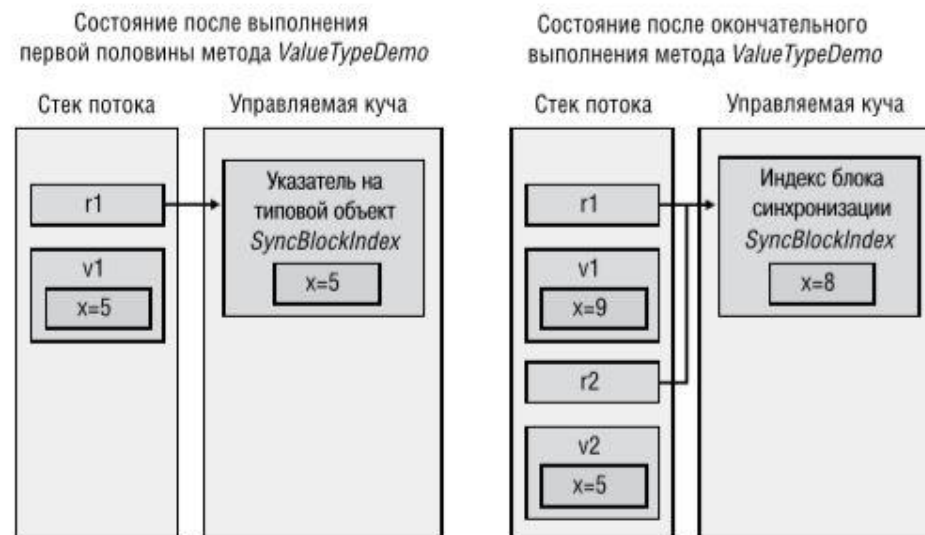 Состояние после выполнения
первой половины метода ValueTypeDemo
Стек потока
Управляемая куча
r1
Указатель на
типовой объект
SyncBlockIndex
x=5
v1
x=5
Состояние после окончательного
выполнения метода ValueTypeDemo
Стек потока
Управляемая куча
r1
Индекс блока
синхронизации
SyncBlockIndex
x=8
v1
x=9
r2
v2
x=5